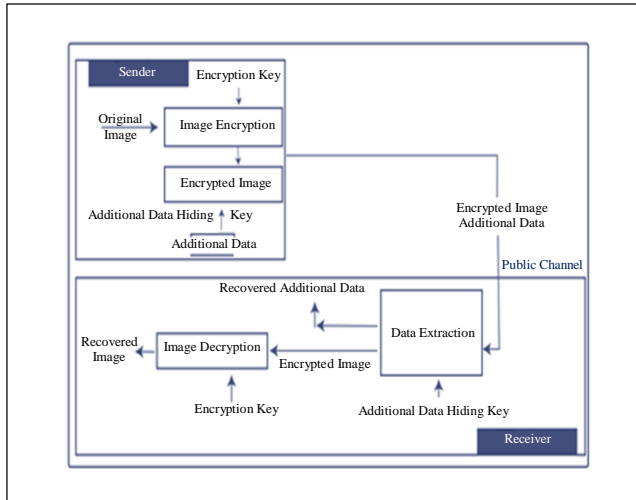 Sender
Encryption Key
Original
Image
Image Encryption
Encrypted Image
Additional Data Hiding Key
Additional Data
Encrypted Image
Additional Data
Public Channel
Recovered Additional Data
Data Extraction
Recovered
Image
Image Decryption
Encrypted Image
Encryption Key
Additional Data Hiding Key
Receiver